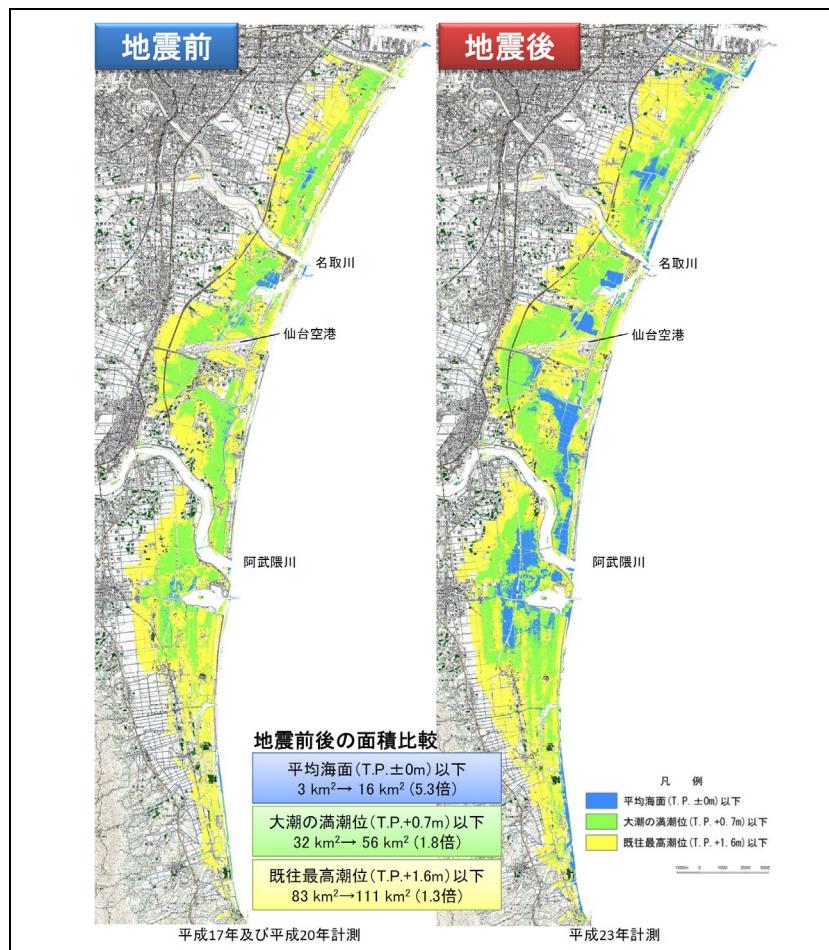 地震前
地震後
名取川
名取川
仙台空港
仙台空港
阿武隈川
阿武隈川
地震前後の面積比較
平均海面(T.P.±0m)以下
3 km²→ 16 km² (5.3倍)
大潮の満潮位(T.P.+0.7m)以下
32 km²→ 56 km² (1.8倍)
既往最高潮位(T.P.+1.6m)以下
83 km²→111 km² (1.3倍)
凡 例
平均海面(T.P. ±0m)以下
大潮の満潮位(T.P. +0.7m)以下
既往最高潮位(T.P. +1.6m)以下
1000m 0 1000 2000 3000
平成17年及び平成20年計測
平成23年計測